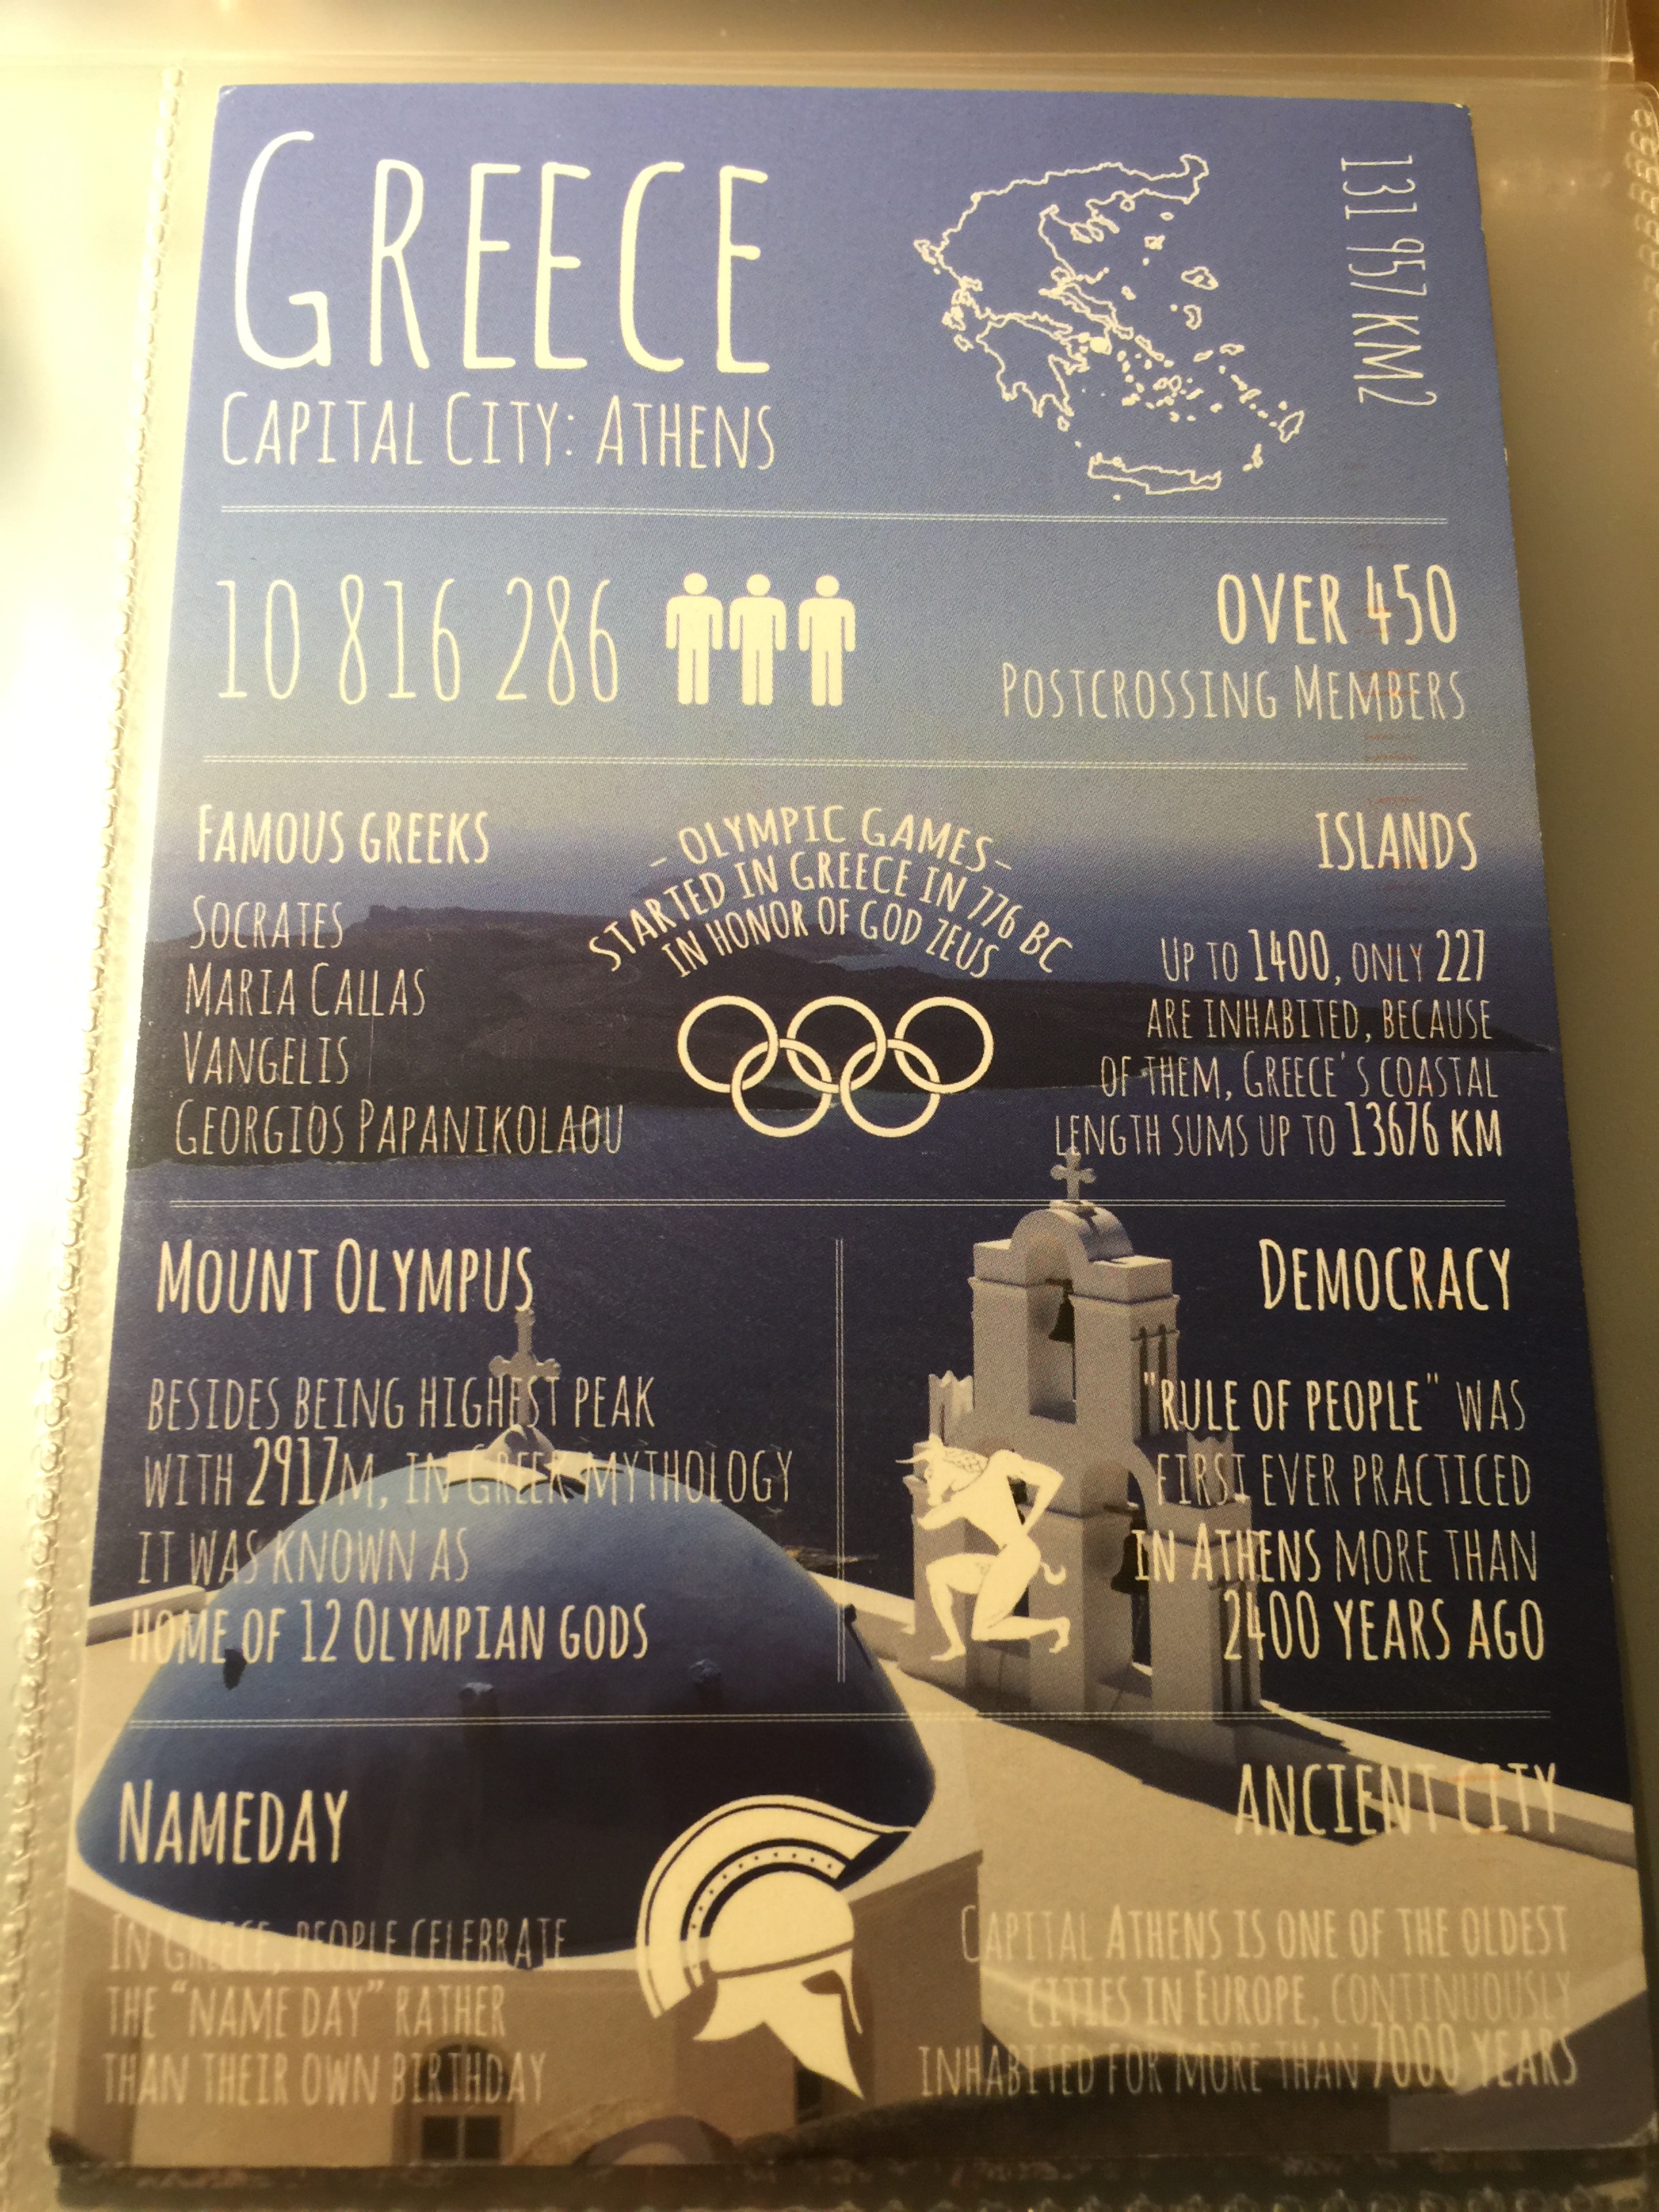 GREECE
CAPITAL CITY: ATHENS
131 957 KM2
10 816 286
OVER 450
POSTCROSSING MEMBERS
FAMOUS GREEKS
SOCRATES
MARIA CALLAS
VANGELIS
GEORGIOS PAPANIKOLAOU
- OLYMPIC GAMES -
STARTED IN GREECE IN 776 BC
IN HONOR OF GOD ZEUS
ISLANDS
UP TO 1400, ONLY 227
ARE INHABITED, BECAUSE
OF THEM, GREECE'S COASTAL
LENGTH SUMS UP TO 13676 KM
MOUNT OLYMPUS
BESIDES BEING HIGHEST PEAK
WITH 2917M, IN GREEK MYTHOLOGY
IT WAS KNOWN AS
HOME OF 12 OLYMPIAN GODS
DEMOCRACY
"RULE OF PEOPLE" WAS
FIRST EVER PRACTICED
IN ATHENS MORE THAN
2400 YEARS AGO
NAMEDAY
IN GREECE, PEOPLE CELEBRATE
THE "NAME DAY" RATHER
THAN THEIR OWN BIRTHDAY
ANCIENT CITY
CAPITAL ATHENS IS ONE OF THE OLDEST
CITIES IN EUROPE, CONTINUOUSLY
INHABITED FOR MORE THAN 7000 YEARS